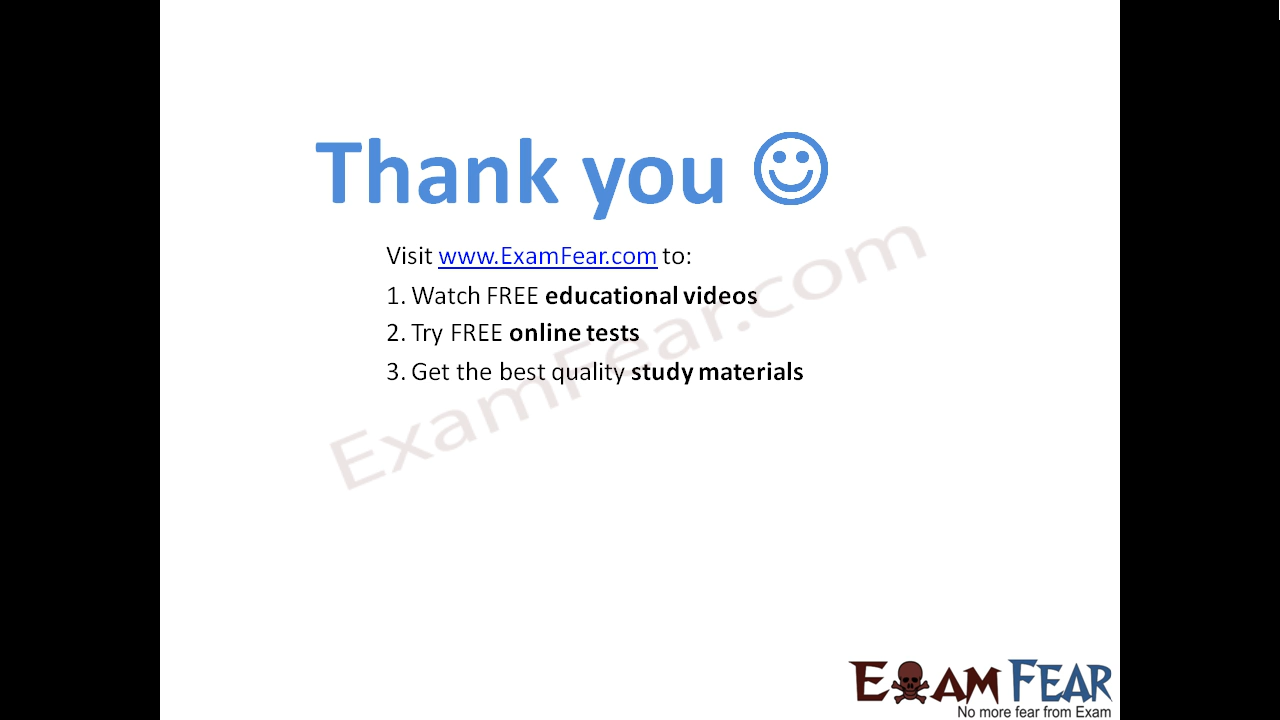 Thank you ☺
Visit www.ExamFear.com to:
1. Watch FREE educational videos
2. Try FREE online tests
3. Get the best quality study materials
ExamFear.com
EXAM FEAR
No more fear from Exam